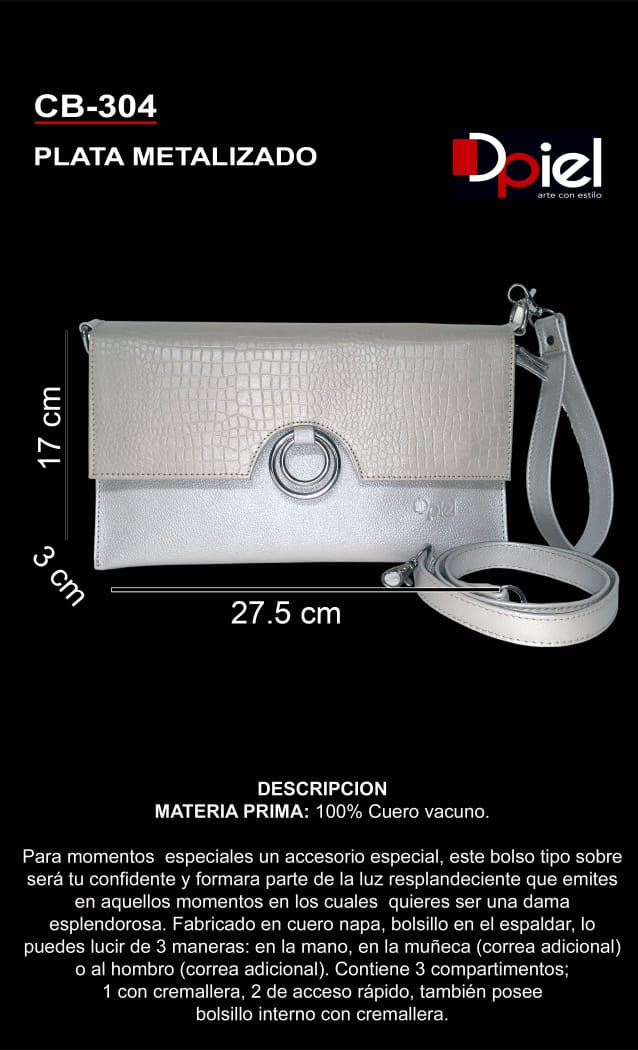 CB-304
PLATA METALIZADO
Dpiel
arte con estilo
17 cm
Dpiel
3 cm
27.5 cm
DESCRIPCION
MATERIA PRIMA: 100% Cuero vacuno.
Para momentos  especiales un accesorio especial, este bolso tipo sobre
será tu confidente y formara parte de la luz resplandeciente que emites
en aquellos momentos en los cuales  quieres ser una dama
esplendorosa. Fabricado en cuero napa, bolsillo en el espaldar, lo
puedes lucir de 3 maneras: en la mano, en la muñeca (correa adicional)
o al hombro (correa adicional). Contiene 3 compartimentos;
1 con cremallera, 2 de acceso rápido, también posee
bolsillo interno con cremallera.